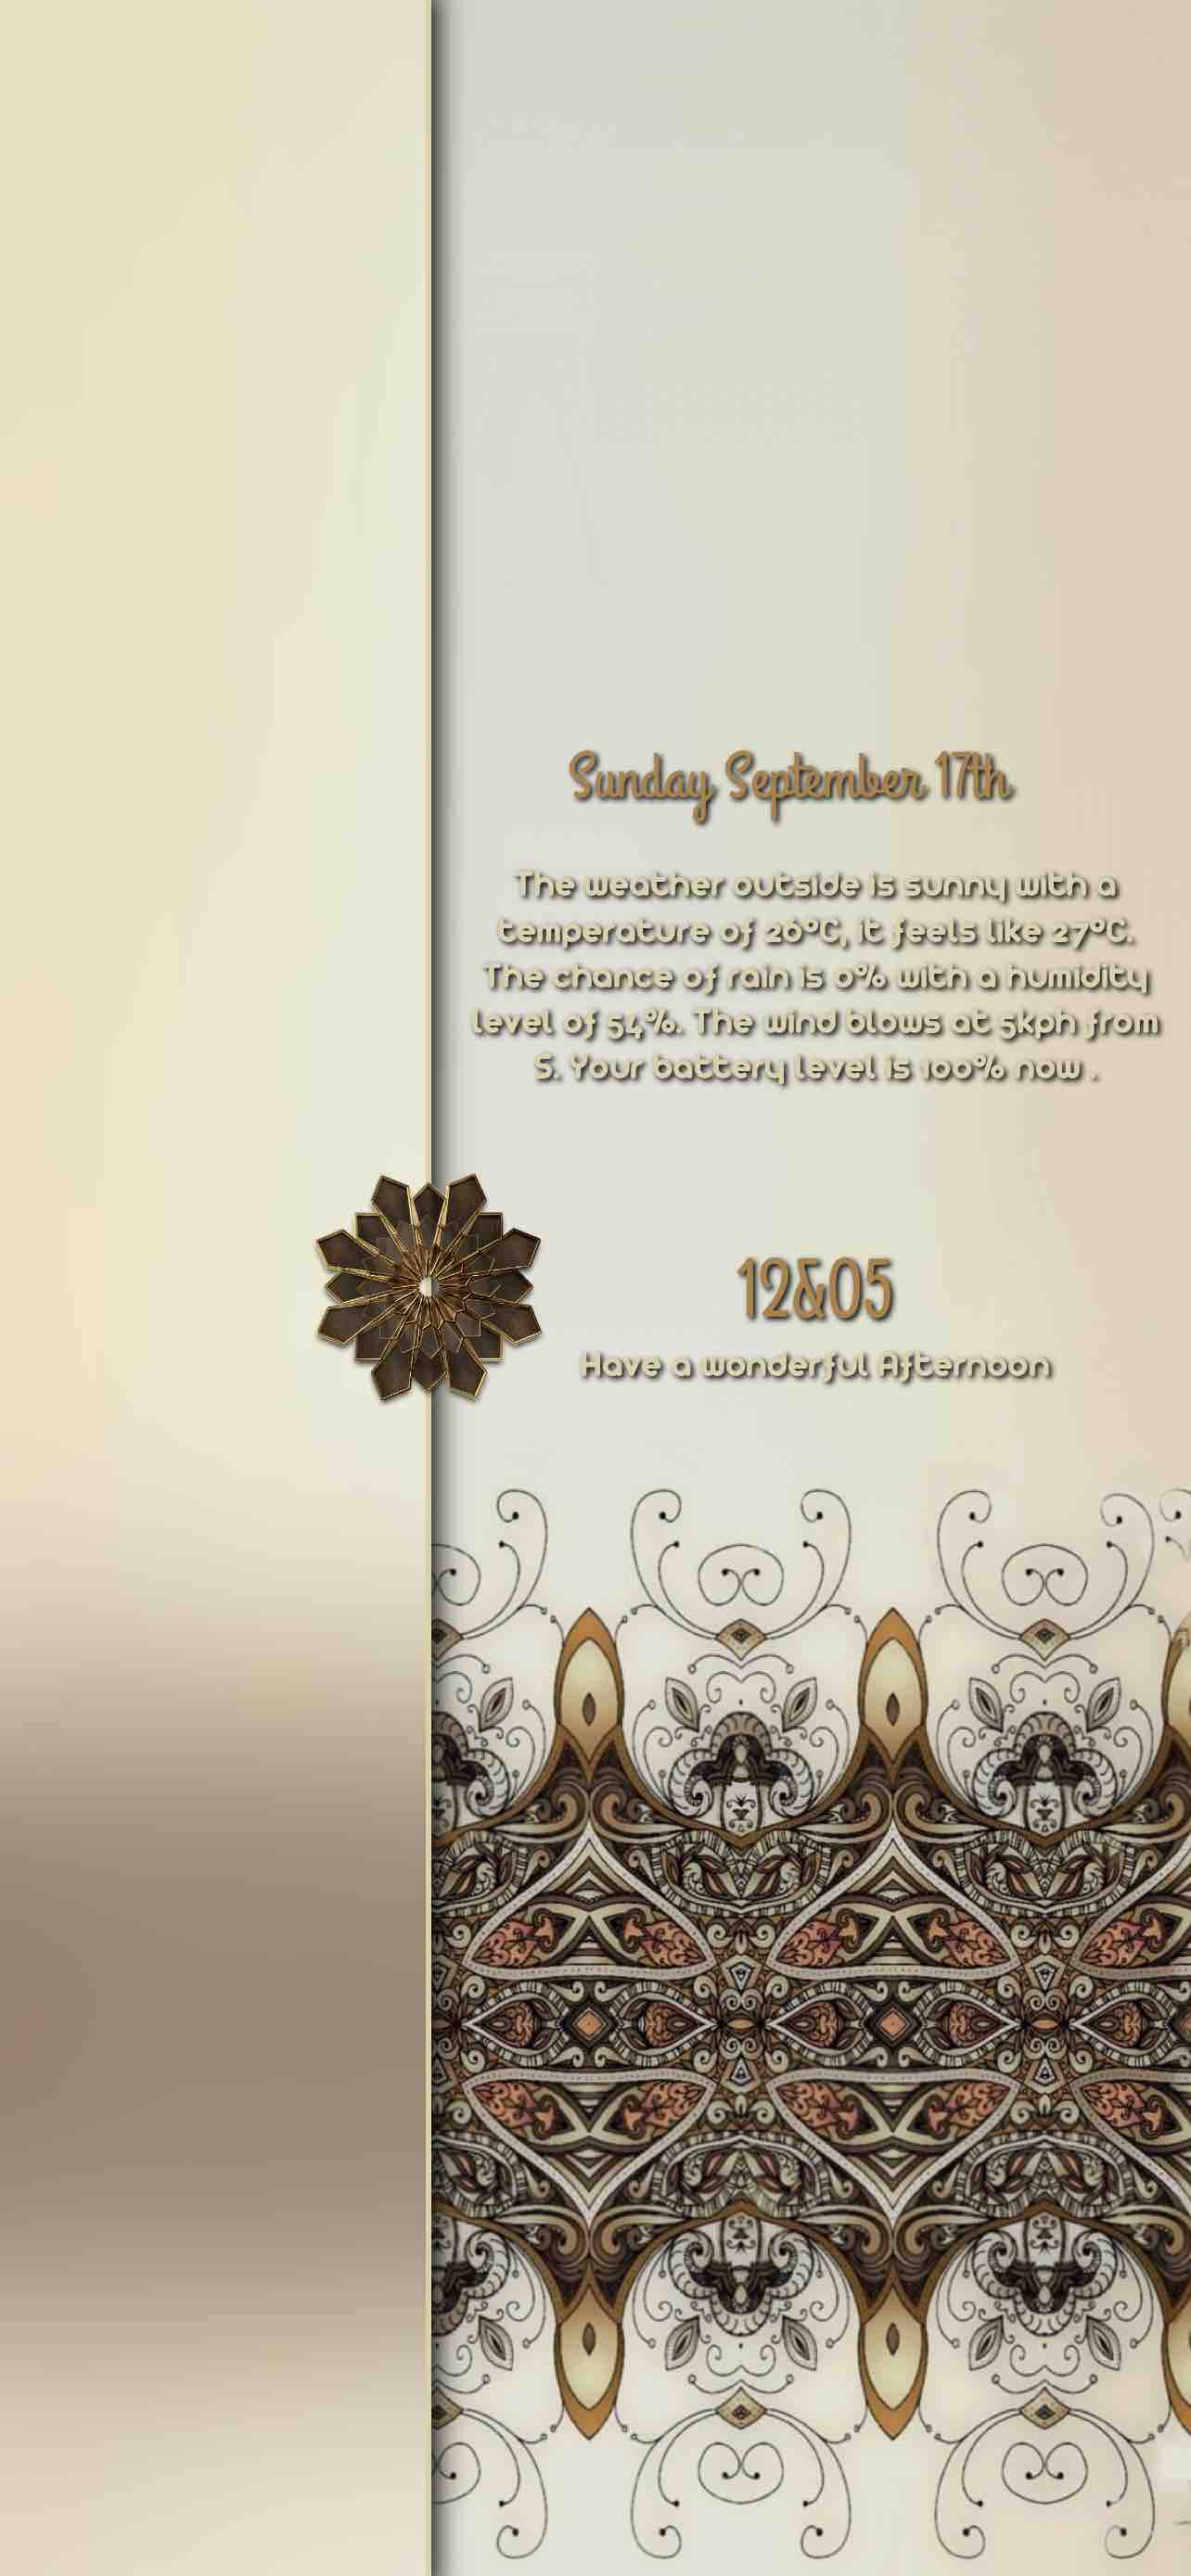 Sunday September 17th
The weather outside is sunny with a
temperature of 26°C, it feels like 27°C.
The chance of rain is 0% with a humidity
level of 54%. The wind blows at 5kph from
S. Your battery level is 100% now .
12&05
Have a wonderful Afternoon